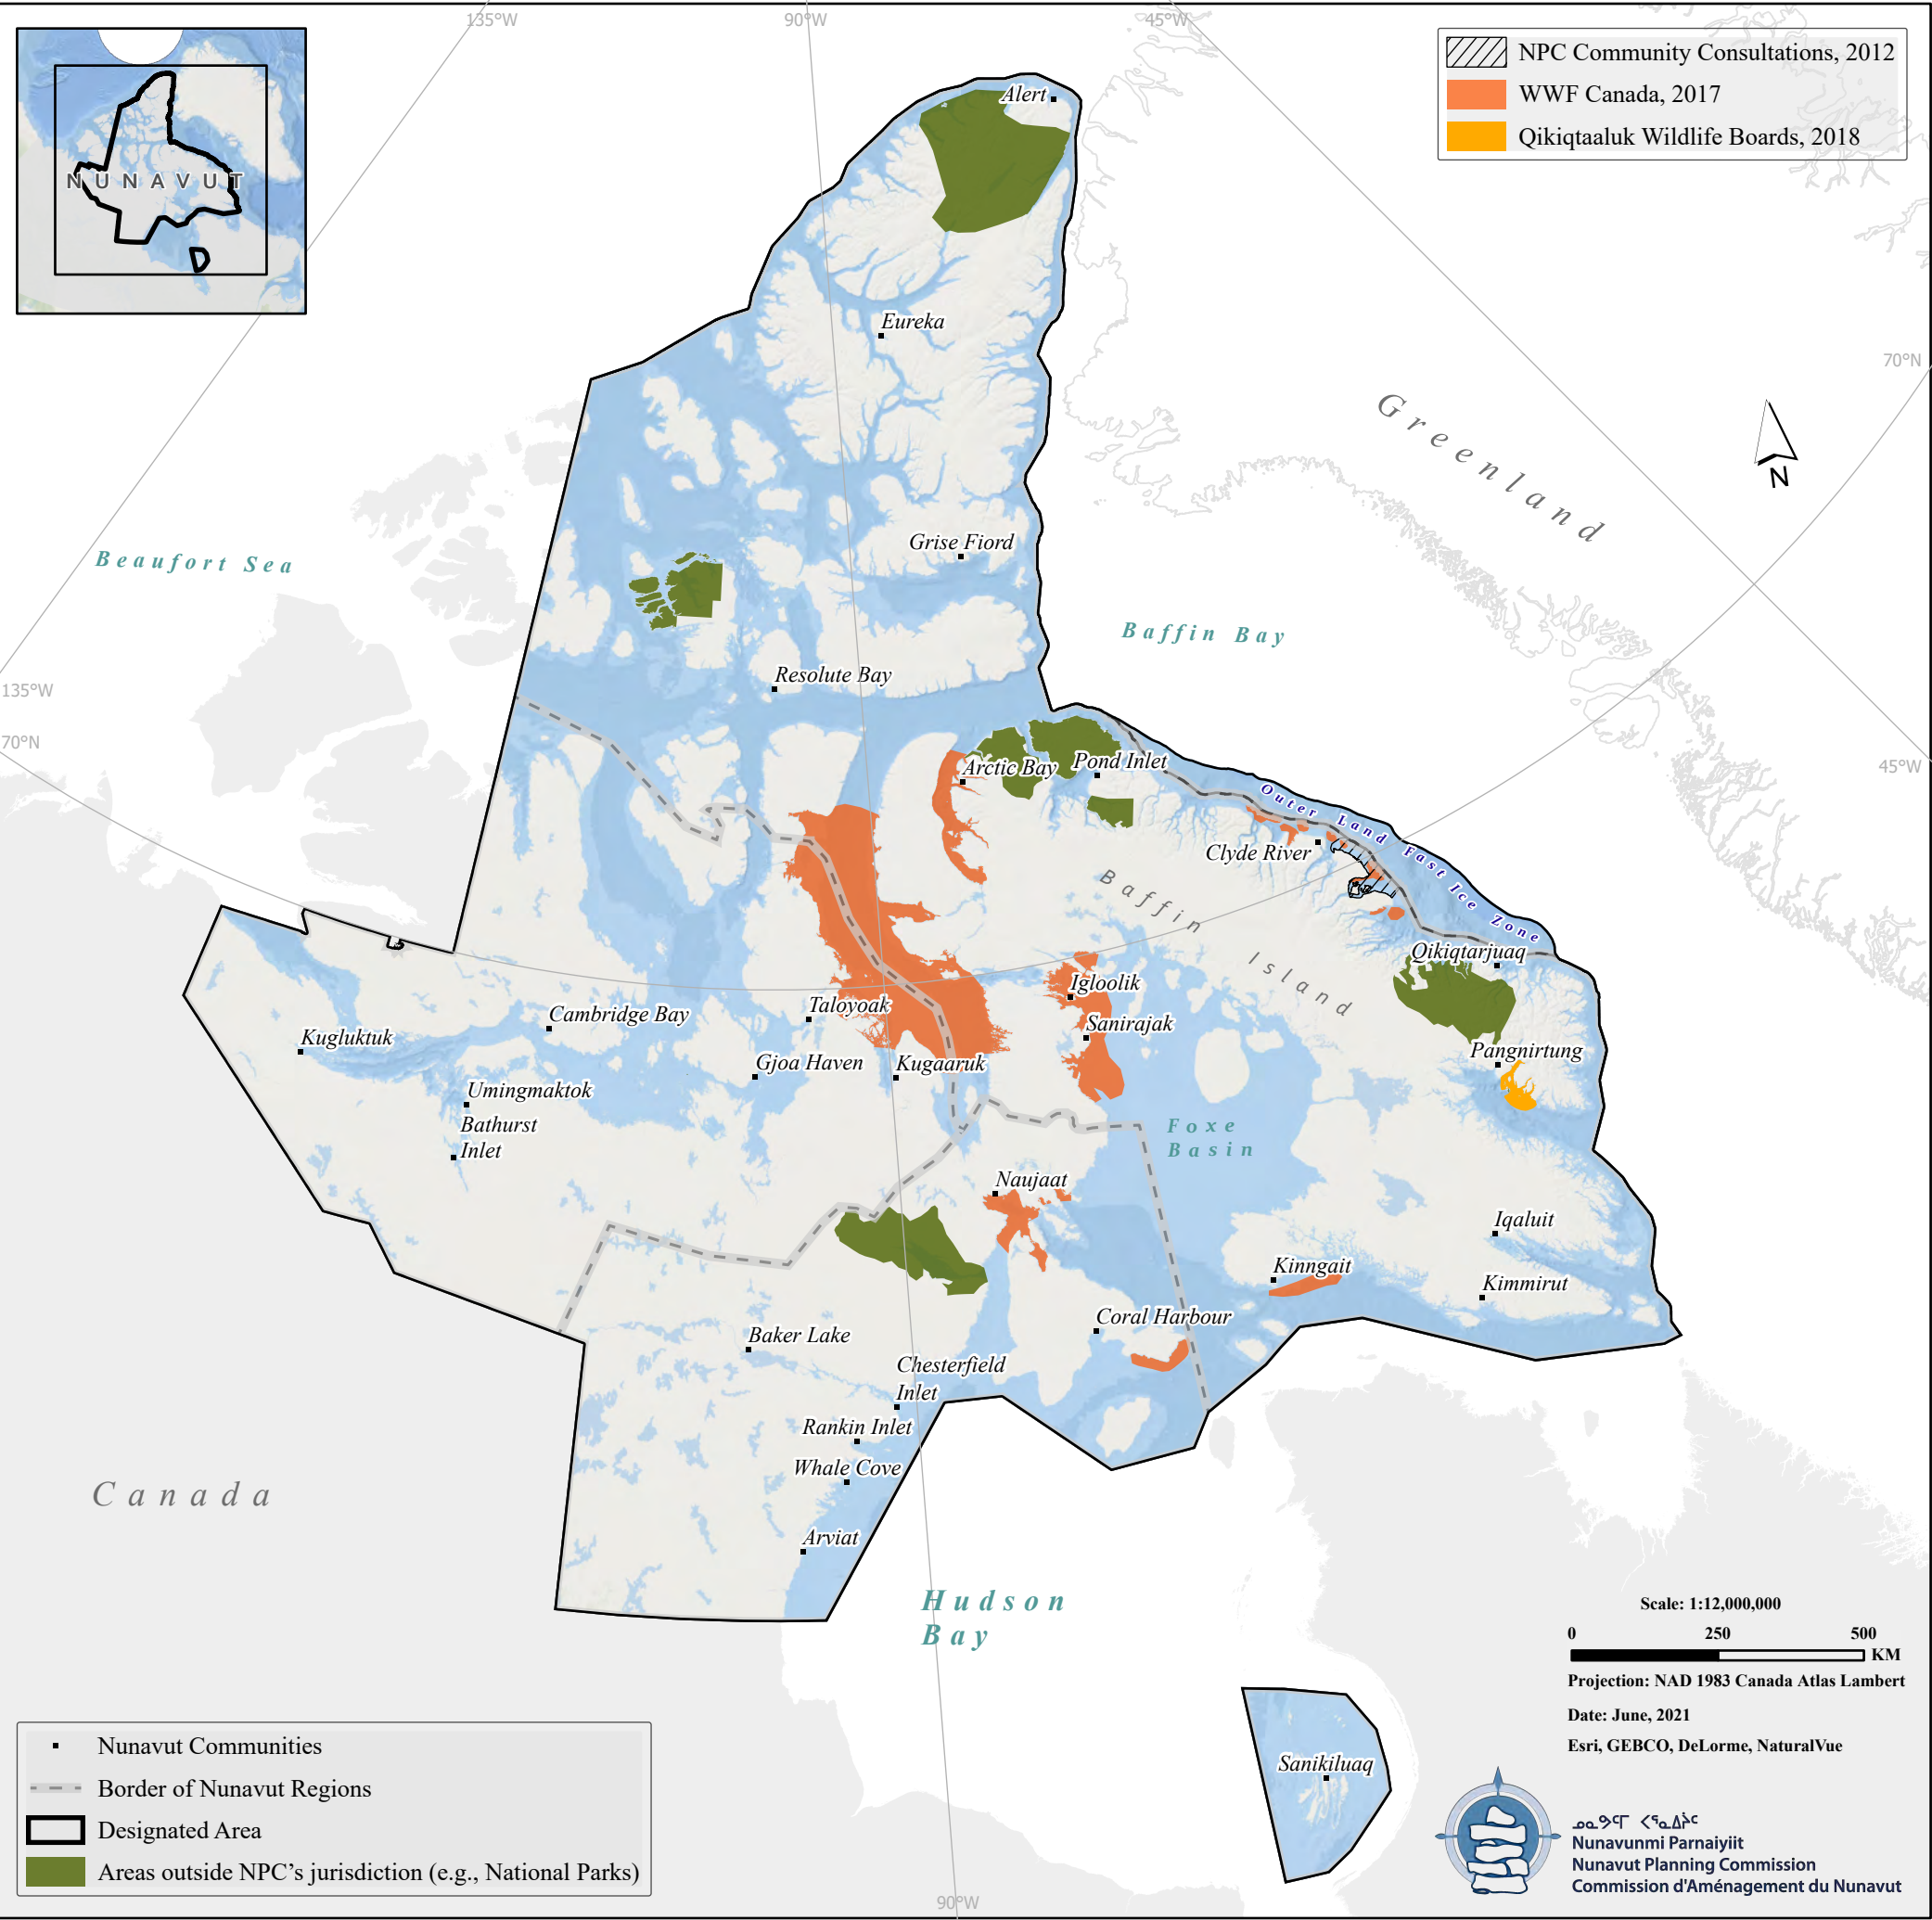 135°W
90°W
45°W
NPC Community Consultations, 2012
WWF Canada, 2017
Qikiqtaaluk Wildlife Boards, 2018
NUNAVUT
Alert
Eureka
70°N
Greenland
N
Grise Fiord
Beaufort Sea
Baffin Bay
Resolute Bay
135°W
70°N
45°W
Arctic Bay
Pond Inlet
Outer Land Fast Ice Zone
Clyde River
Baffin Island
Qikiqtarjuaq
Igloolik
Taloyoak
Cambridge Bay
Sanirajak
Kugluktuk
Pangnirtung
Gjoa Haven
Kugaaruk
Umingmaktok
Bathurst
Inlet
Foxe
Basin
Naujaat
Iqaluit
Kinngait
Kimmirut
Coral Harbour
Baker Lake
Chesterfield
Inlet
Rankin Inlet
Whale Cove
Canada
Arviat
Hudson
Bay
Scale: 1:12,000,000
0 250 500
KM
Projection: NAD 1983 Canada Atlas Lambert
Date: June, 2021
Esri, GEBCO, DeLorme, NaturalVue
Sanikiluaq
Nunavut Communities
Border of Nunavut Regions
Designated Area
Areas outside NPC's jurisdiction (e.g., National Parks)
90°W
ᓄᓇᕗᒻᒥ ᐸᕐᓇᐃᔩᑦ
Nunavunmi Parnaiyiit
Nunavut Planning Commission
Commission d'Aménagement du Nunavut